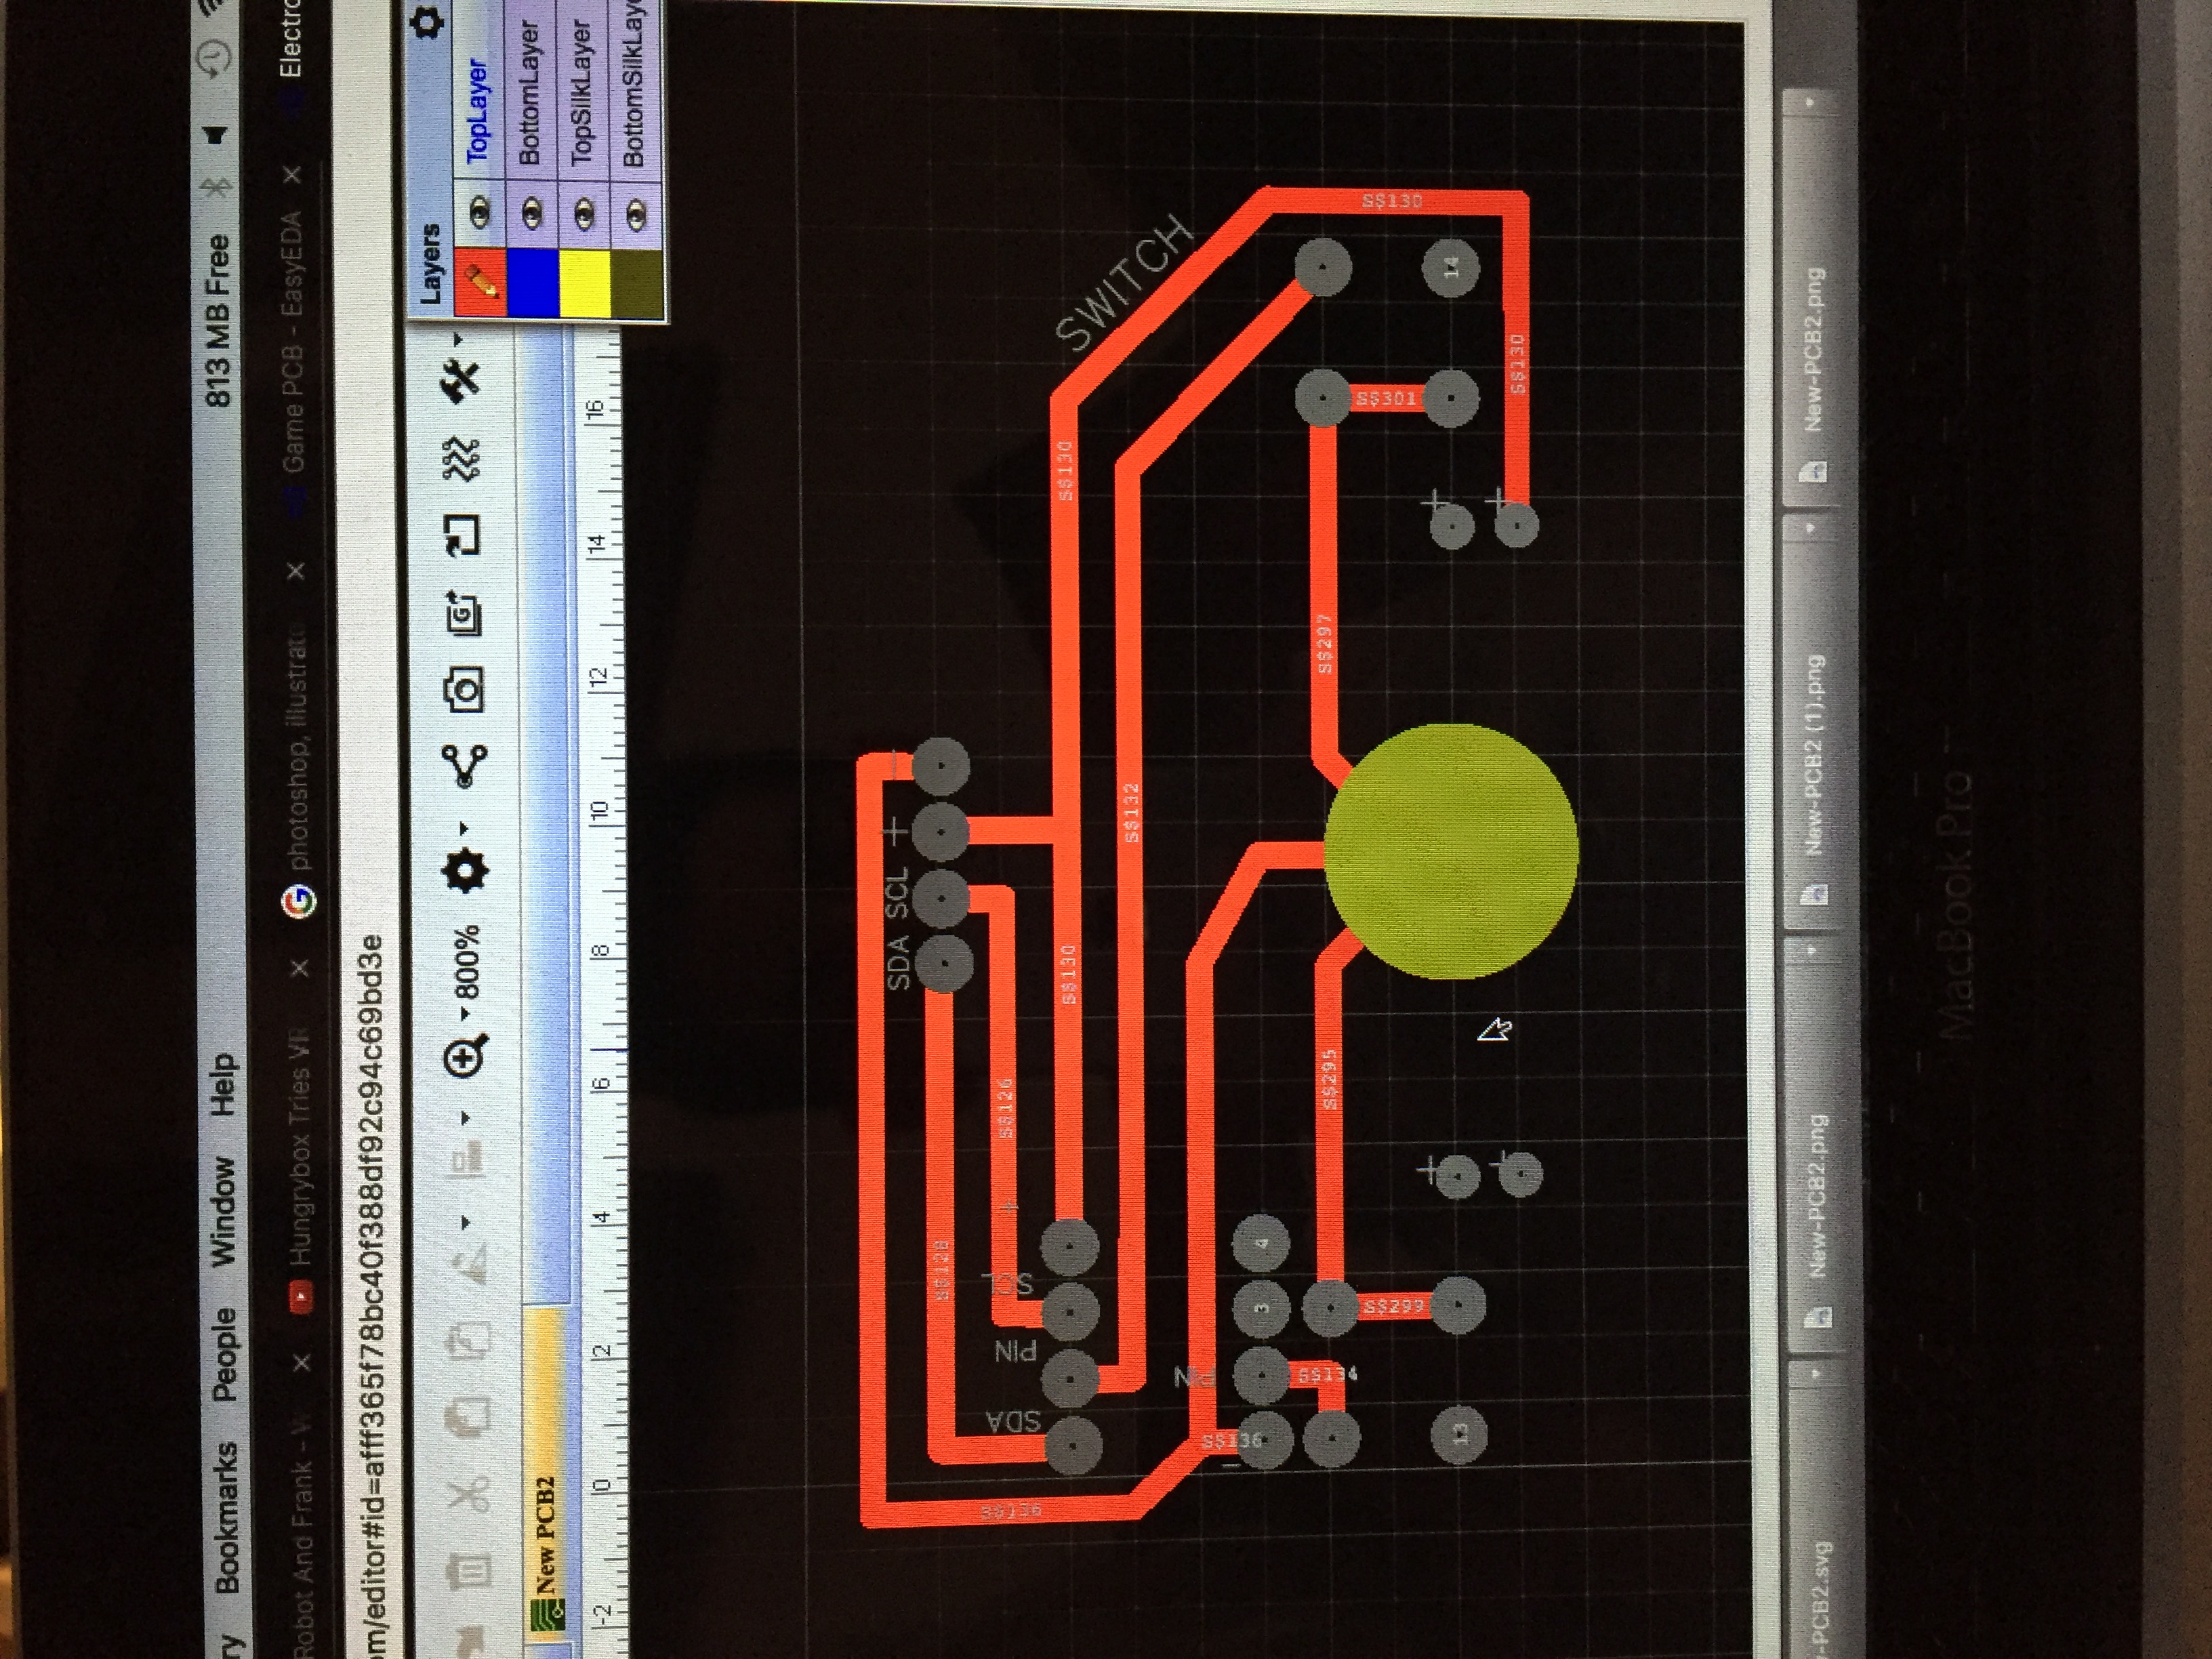 ry Bookmarks People Window Help 813 MB Free
Robot And Frank - W Hungrybox Tries VR photoshop, illustrato Game PCB - EasyEDA Electro
om/editor#id=afff365f78bc40f388df92c94c69bd3e
800%
Layers
TopLayer
BottomLayer
TopSilkLayer
BottomSilkLaye
New PCB2
-2 0 2 4 6 8 10 12 14 16
SDA SCL + -
S$128
SDA PIN SCL +
S$126
S$136
S$130 S$130
SWITCH
S$132
PIN
-
S$136
3 4
S$134
S$295 S$297
S$299 S$301 S$130
+ +
13 14
+ +
S$130
-PCB2.svg New-PCB2.png New-PCB2 (1).png New-PCB2.png
MacBook Pro